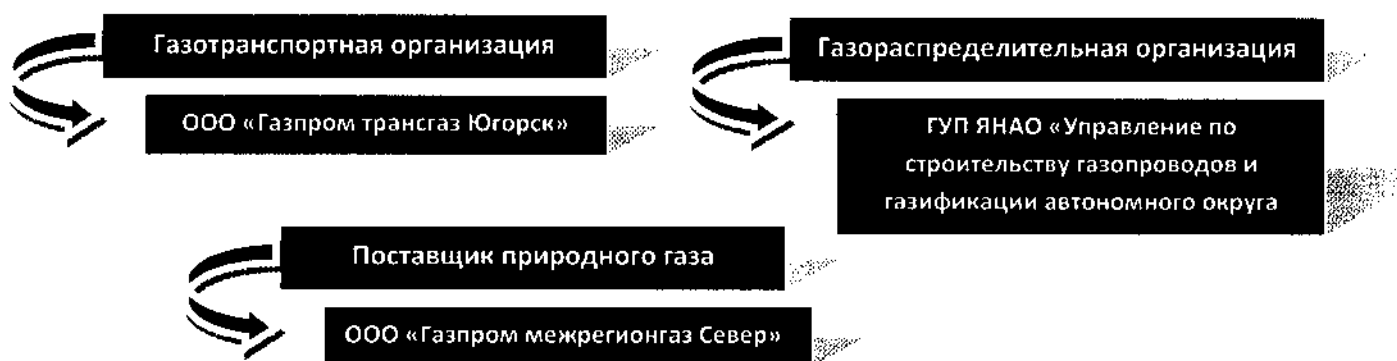 Газотранспортная организация
ООО «Газпром трансгаз Югорск»
Газораспределительная организация
ГУП ЯНАО «Управление по
строительству газопроводов и
газификации автономного округа
Поставщик природного газа
ООО «Газпром межрегионгаз Север»